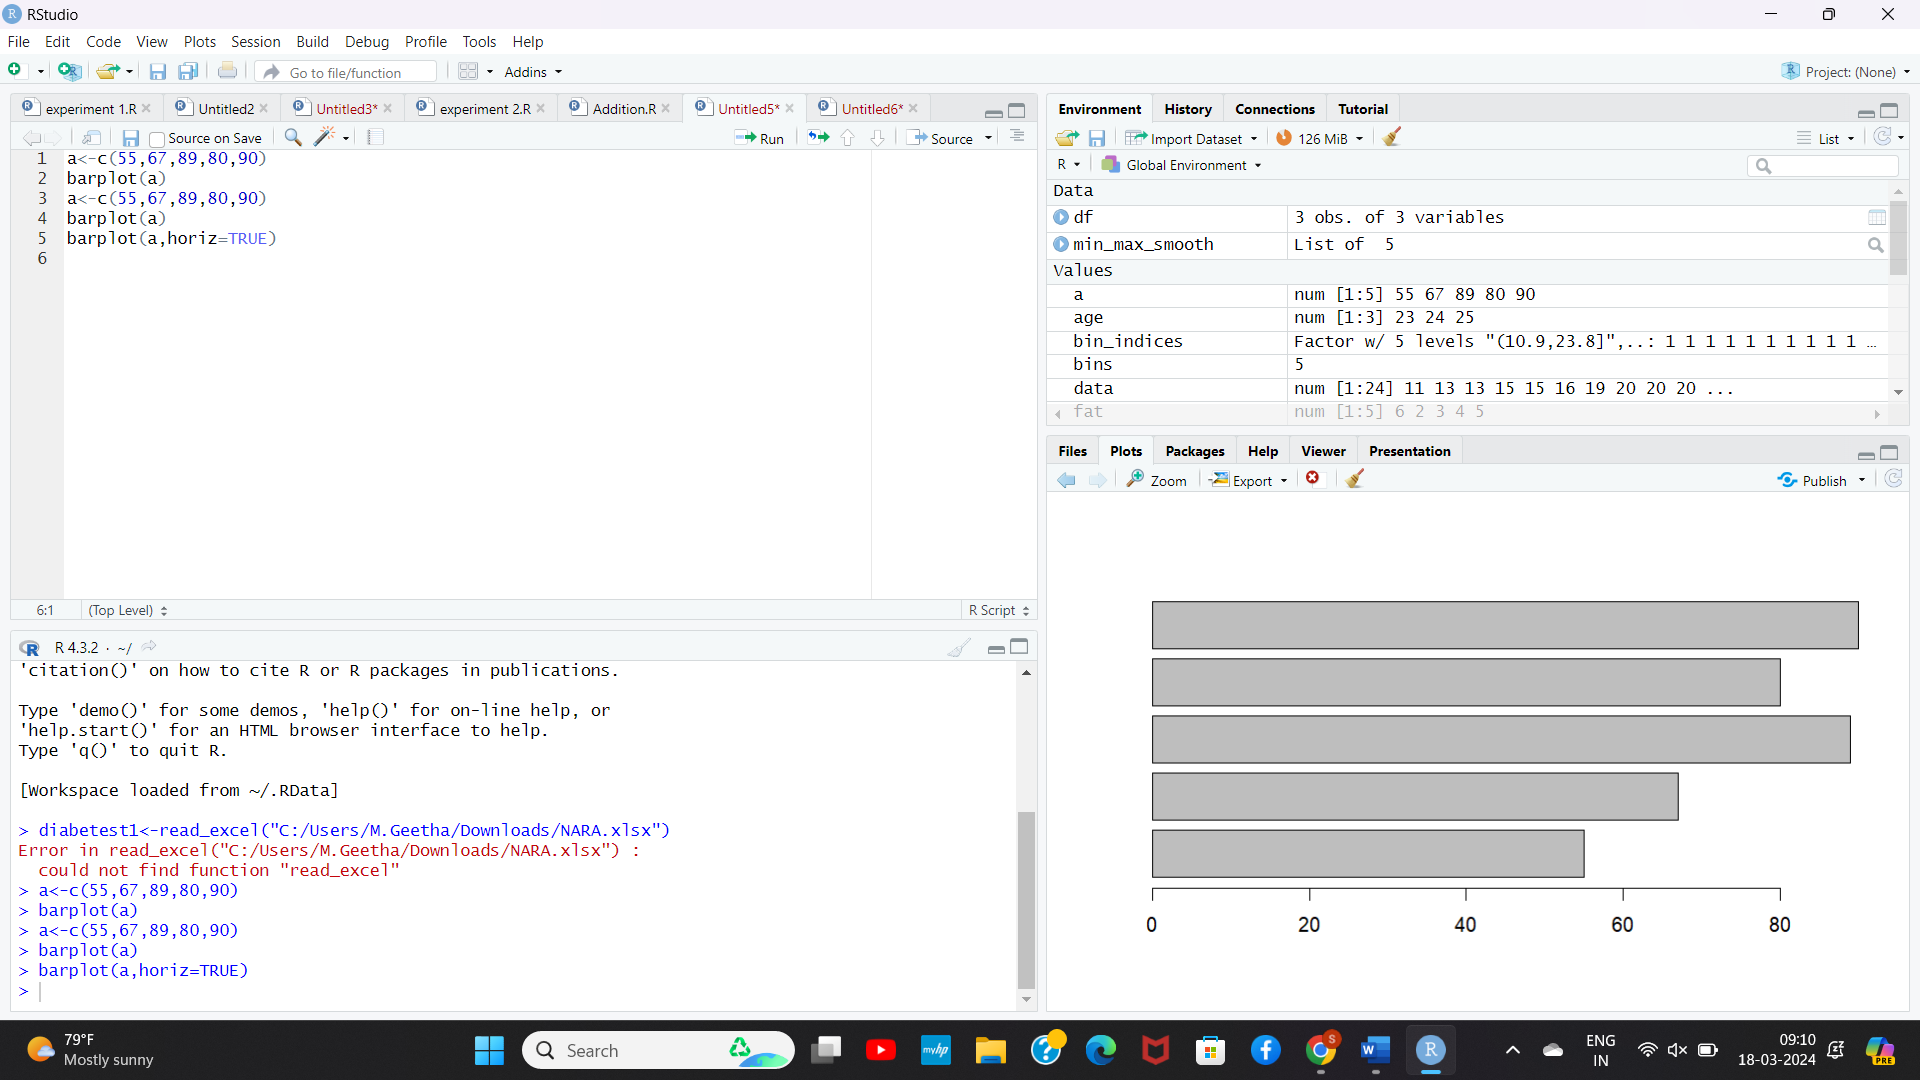 RStudio
File Edit Code View Plots Session Build Debug Profile Tools Help
Go to file/function Addins Project: (None)
experiment 1.R Untitled2 Untitled3* experiment 2.R Addition.R Untitled5* Untitled6*
Source on Save Run Source
1 a<-c(55,67,89,80,90)
2 barplot(a)
3 a<-c(55,67,89,80,90)
4 barplot(a)
5 barplot(a,horiz=TRUE)
6
6:1 (Top Level) R Script
R 4.3.2 · ~/
'citation()' on how to cite R or R packages in publications.
Type 'demo()' for some demos, 'help()' for on-line help, or
'help.start()' for an HTML browser interface to help.
Type 'q()' to quit R.
[Workspace loaded from ~/.RData]
> diabetest1<-read_excel("C:/Users/M.Geetha/Downloads/NARA.xlsx")
Error in read_excel("C:/Users/M.Geetha/Downloads/NARA.xlsx") :
could not find function "read_excel"
> a<-c(55,67,89,80,90)
> barplot(a)
> a<-c(55,67,89,80,90)
> barplot(a)
> barplot(a,horiz=TRUE)
>
Environment History Connections Tutorial
Import Dataset 126 MiB List
R Global Environment
Data
df 3 obs. of 3 variables
min_max_smooth List of 5
Values
a num [1:5] 55 67 89 80 90
age num [1:3] 23 24 25
bin_indices Factor w/ 5 levels "(10.9,23.8]",..: 1 1 1 1 1 1 1 1 1 1 …
bins 5
data num [1:24] 11 13 13 15 15 16 19 20 20 20 ...
fat num [1:5] 6 2 3 4 5
Files Plots Packages Help Viewer Presentation
Zoom Export Publish
0 20 40 60 80
79°F
Mostly sunny
Search
myhp
S
W
R
PRE
ENG
IN
09:10
18-03-2024